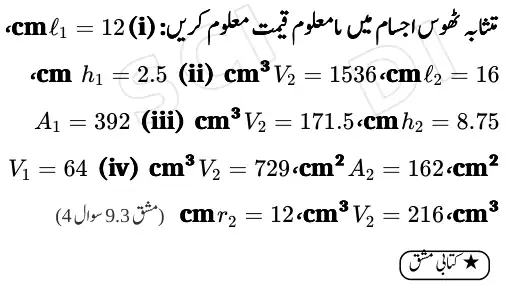 متشابہ ٹھوس اجسام میں نامعلوم قیمت معلوم کریں: (i) ℓ₁ = 12 cm،
ℓ₂ = 16 cm، V₂ = 1536 cm³ (ii) h₁ = 2.5 cm،
h₂ = 8.75 cm، V₂ = 171.5 cm³ (iii) A₁ = 392
cm²، A₂ = 162 cm²، V₂ = 729 cm³ (iv) V₁ = 64
cm³، V₂ = 216 cm³، r₂ = 12 cm (مشق 9.3 سوال 4)
★ کتابی مشق